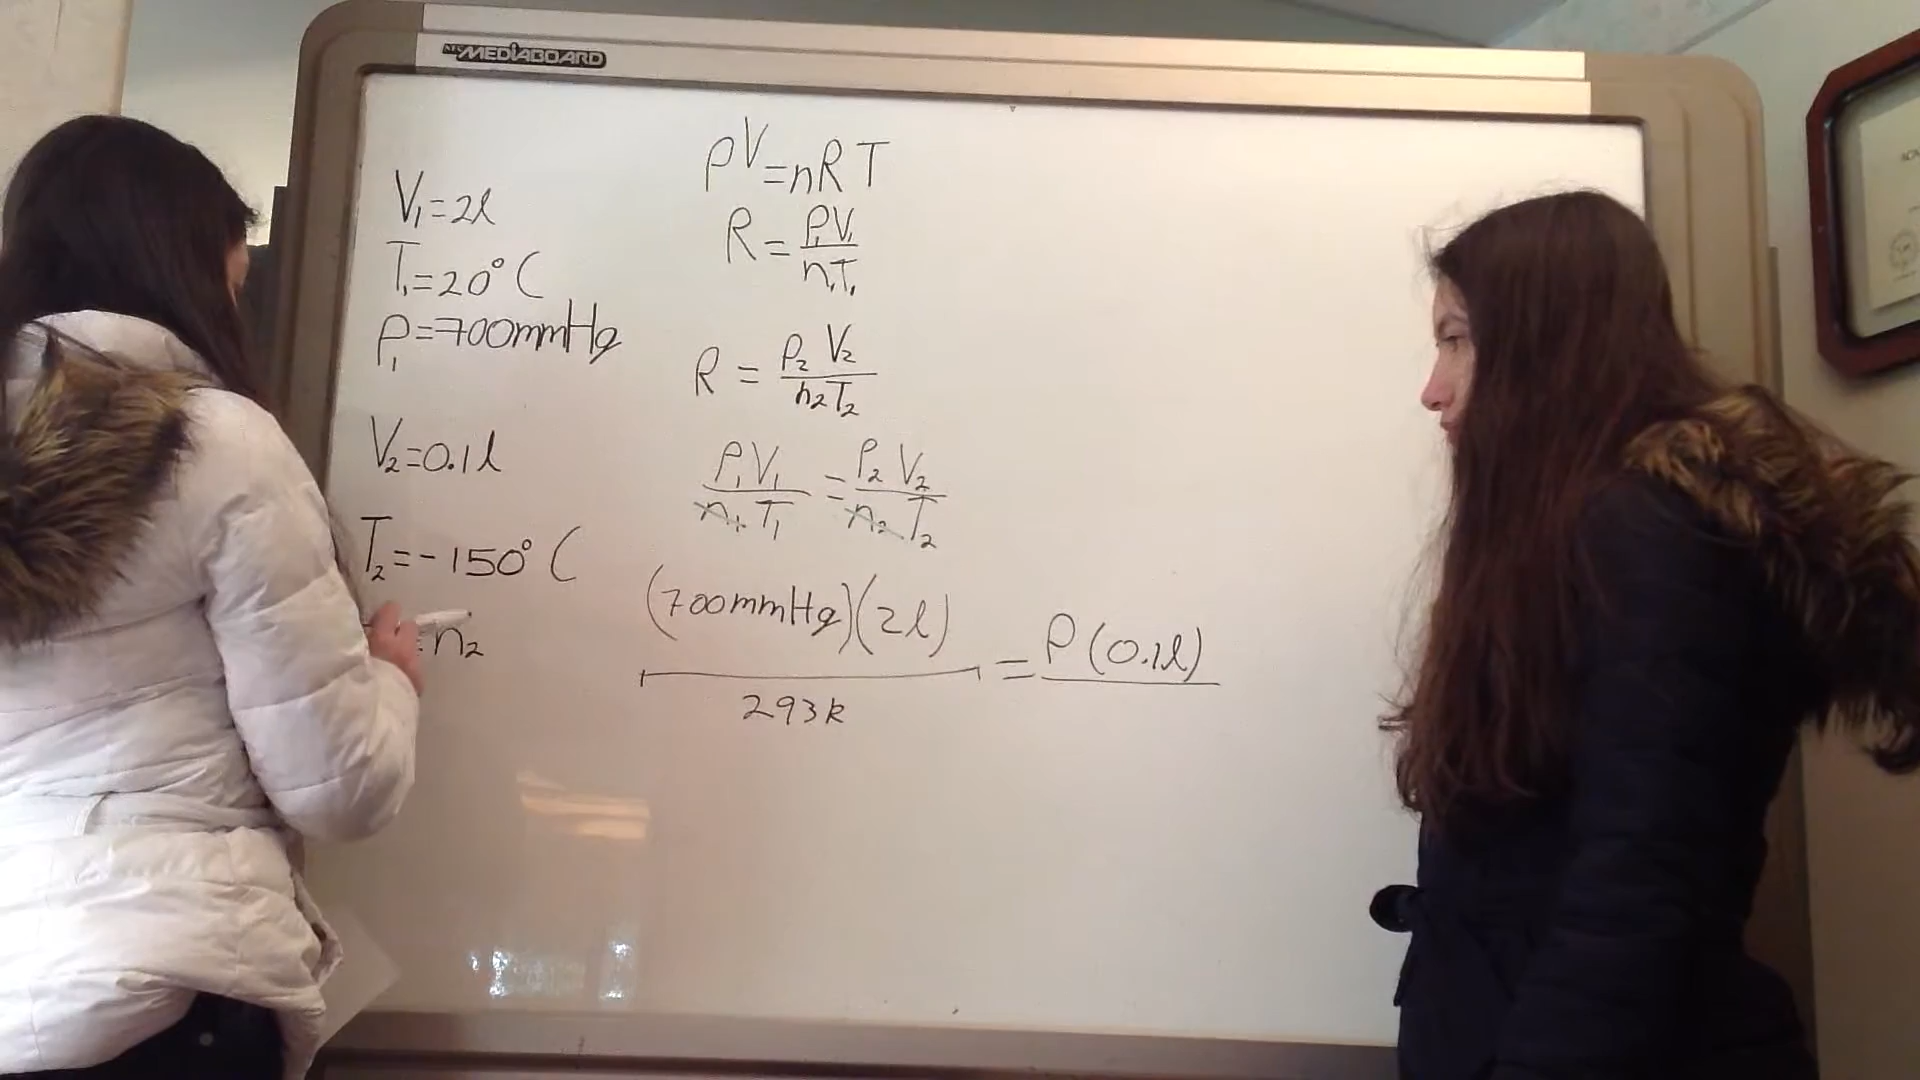 MEDIABOARD
V₁=2l
T₁=20°C
P₁=700mmHg
V₂=0.1l
T₂=-150°C
n₂
PV=nRT
R=P₁V₁/n₁T₁
R=P₂V₂/n₂T₂
P₁V₁/n₁T₁=P₂V₂/n₂T₂
(700mmHg)(2l)/293k=P(0.1l)